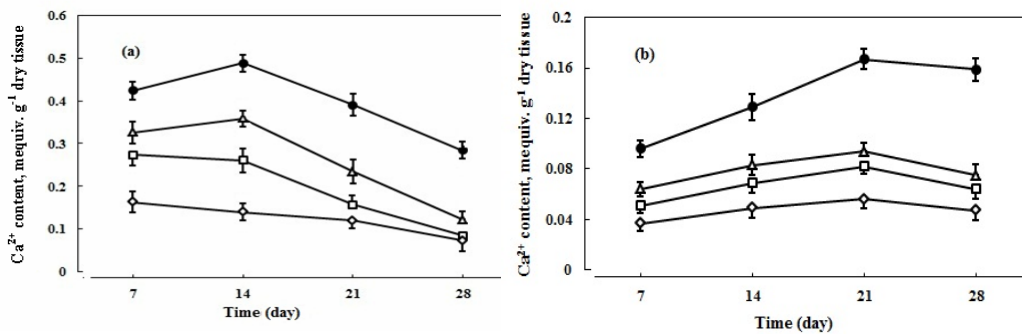 Ca²⁺ content, mequiv. g⁻¹ dry tissue
0.6
0.5
0.4
0.3
0.2
0.1
0
(a)
7 14 21 28
Time (day)
Ca²⁺ content, mequiv. g⁻¹ dry tissue
0.2
0.16
0.12
0.08
0.04
0
(b)
7 14 21 28
Time (day)